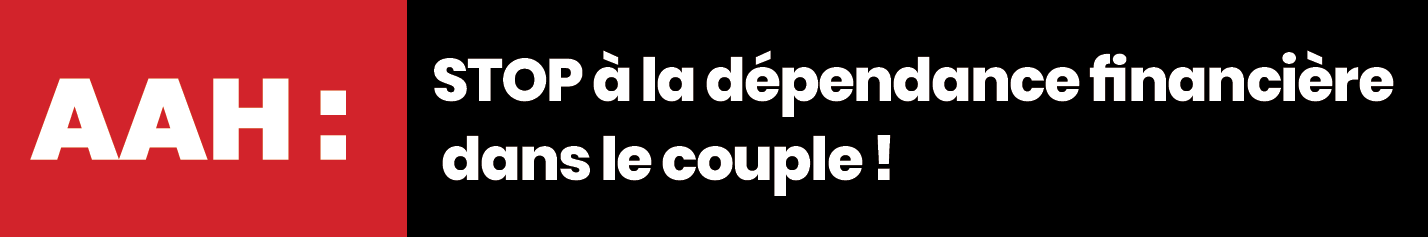 AAH :
STOP à la dépendance financière
dans le couple !